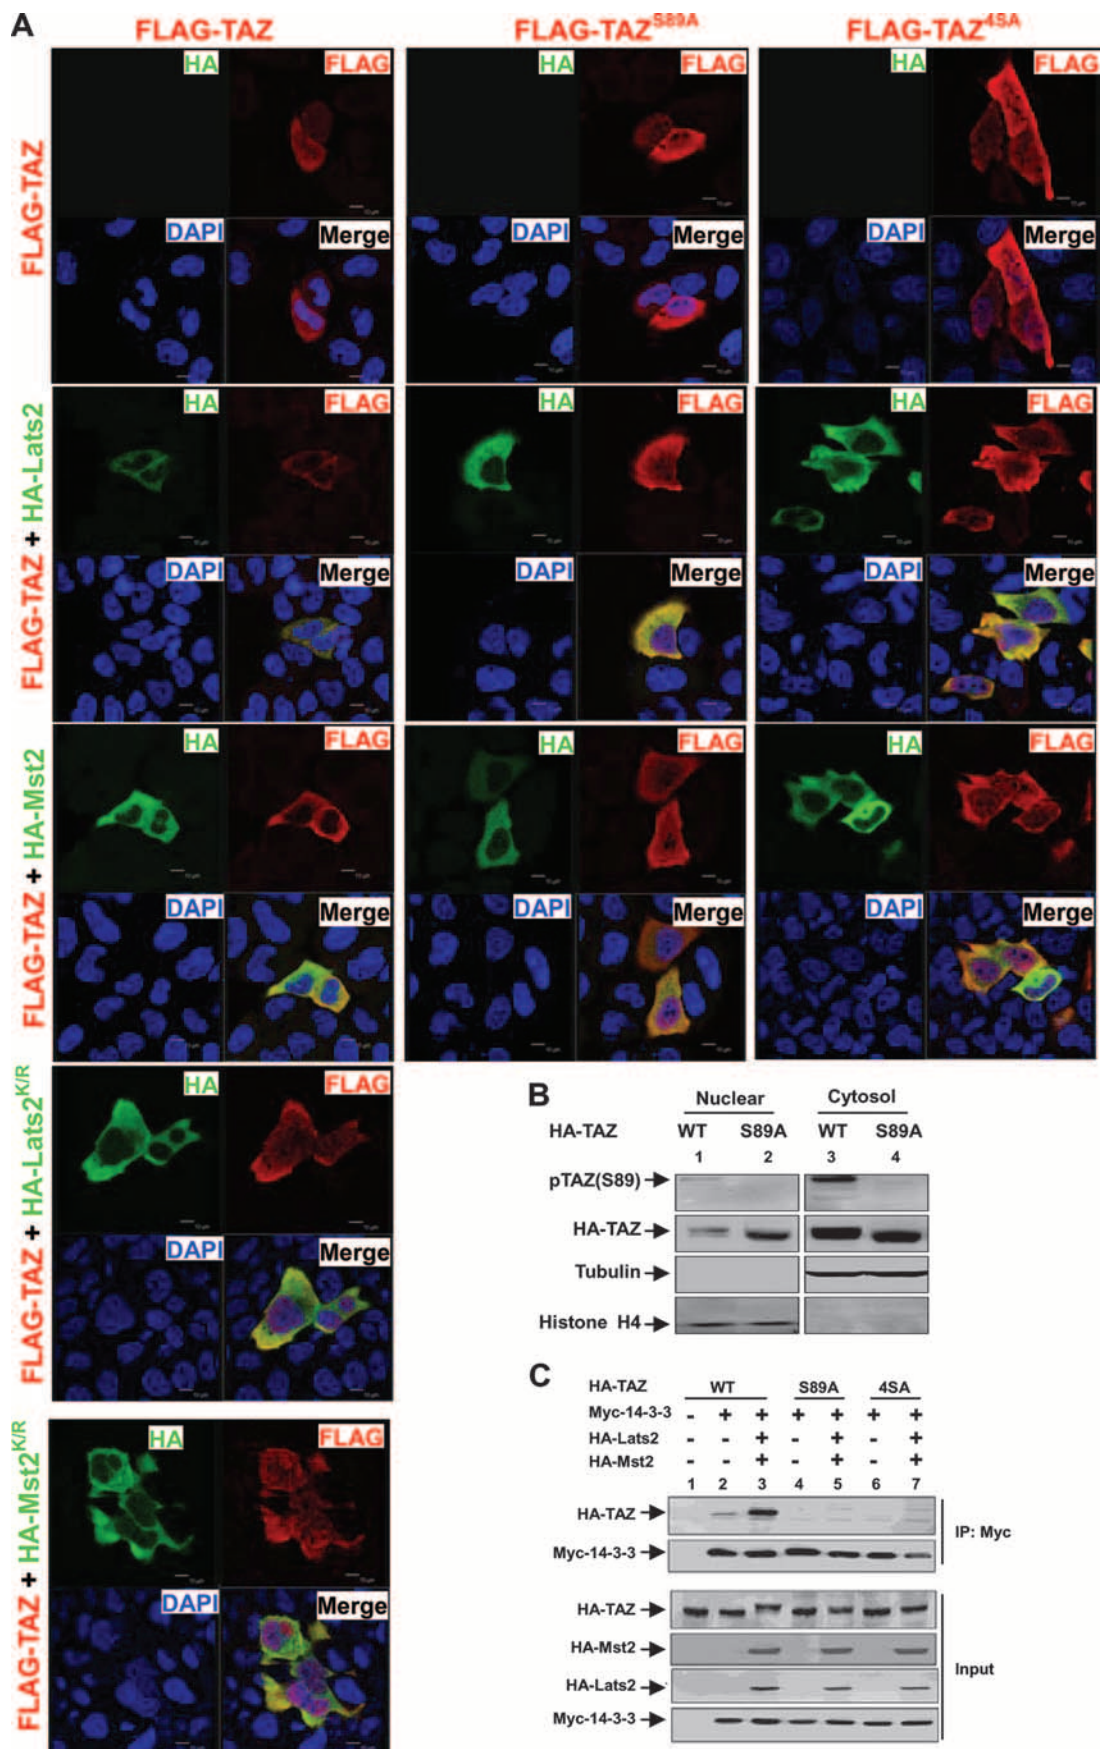 A
FLAG-TAZ FLAG-TAZS89A FLAG-TAZ4SA
FLAG-TAZ
HA FLAG HA FLAG HA FLAG
DAPI Merge DAPI Merge DAPI Merge
FLAG-TAZ + HA-Lats2
HA FLAG HA FLAG HA FLAG
DAPI Merge DAPI Merge DAPI Merge
FLAG-TAZ + HA-Mst2
HA FLAG HA FLAG HA FLAG
DAPI Merge DAPI Merge DAPI Merge
FLAG-TAZ + HA-Lats2K/R
HA FLAG
DAPI Merge
FLAG-TAZ + HA-Mst2K/R
HA FLAG
DAPI Merge
B
Nuclear Cytosol
HA-TAZ WT S89A WT S89A
1 2 3 4
pTAZ(S89)
HA-TAZ
Tubulin
Histone H4
C
HA-TAZ WT S89A 4SA
Myc-14-3-3 - + + + + + +
HA-Lats2 - - + - + - +
HA-Mst2 - - + - + - +
1 2 3 4 5 6 7
HA-TAZ
Myc-14-3-3
IP: Myc
HA-TAZ
HA-Mst2
HA-Lats2
Myc-14-3-3
Input